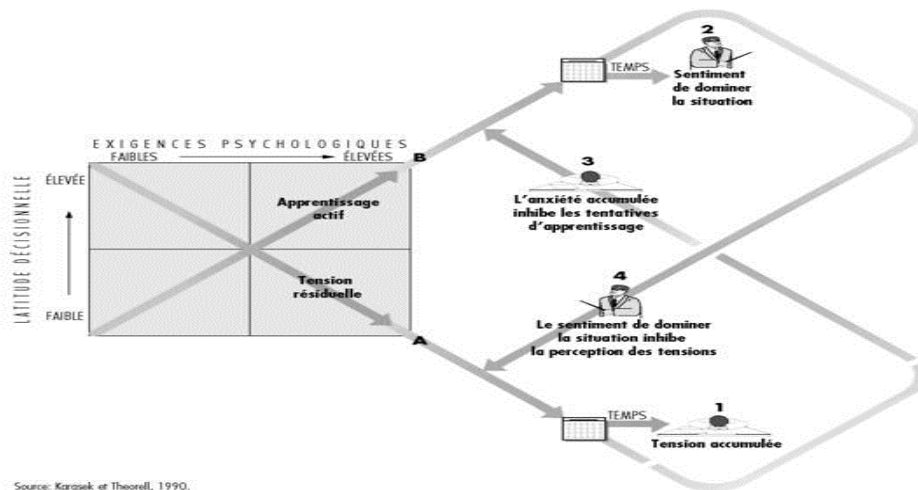 2
TEMPS
Sentiment
de dominer
la situation
EXIGENCES PSYCHOLOGIQUES
FAIBLES ÉLEVÉES
B
3
ÉLEVÉE
L'anxiété accumulée
inhibe les tentatives
d'apprentissage
Apprentissage
actif
LATITUDE DÉCISIONNELLE
4
Tension
résiduelle
FAIBLE
Le sentiment de dominer
la situation inhibe
la perception des tensions
A
1
TEMPS
Tension accumulée
Source: Karasek et Theorell, 1990.